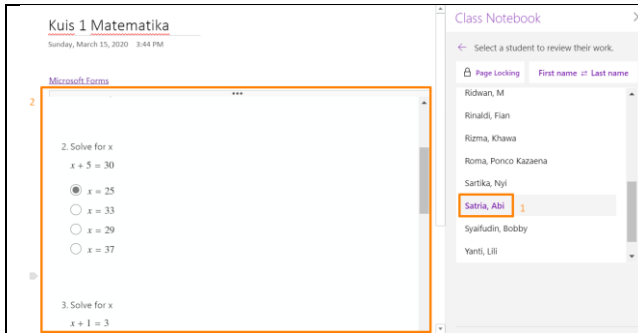 Kuis 1 Matematika
Sunday, March 15, 2020 3:44 PM
Microsoft Forms
2
2. Solve for x
x + 5 = 30
x = 25
x = 33
x = 29
x = 37
3. Solve for x
x + 1 = 3
Class Notebook
Select a student to review their work.
Page Locking First name ⇄ Last name
Ridwan, M
Rinaldi, Fian
Rizma, Khawa
Roma, Ponco Kazaena
Sartika, Nyi
Satria, Abi 1
Syaifudin, Bobby
Yanti, Lili